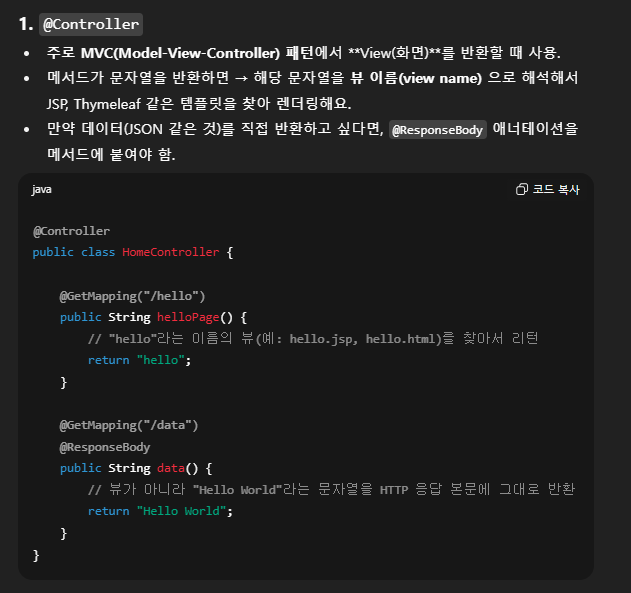 1. @Controller
• 주로 MVC(Model-View-Controller) 패턴에서 **View(화면)**를 반환할 때 사용.
• 메서드가 문자열을 반환하면 → 해당 문자열을 뷰 이름(view name) 으로 해석해서
JSP, Thymeleaf 같은 템플릿을 찾아 렌더링해요.
• 만약 데이터(JSON 같은 것)를 직접 반환하고 싶다면, @ResponseBody 애너테이션을
메서드에 붙여야 함.
java 코드 복사
@Controller
public class HomeController {
@GetMapping("/hello")
public String helloPage() {
// "hello"라는 이름의 뷰(예: hello.jsp, hello.html)를 찾아서 리턴
return "hello";
}
@GetMapping("/data")
@ResponseBody
public String data() {
// 뷰가 아니라 "Hello World"라는 문자열을 HTTP 응답 본문에 그대로 반환
return "Hello World";
}
}